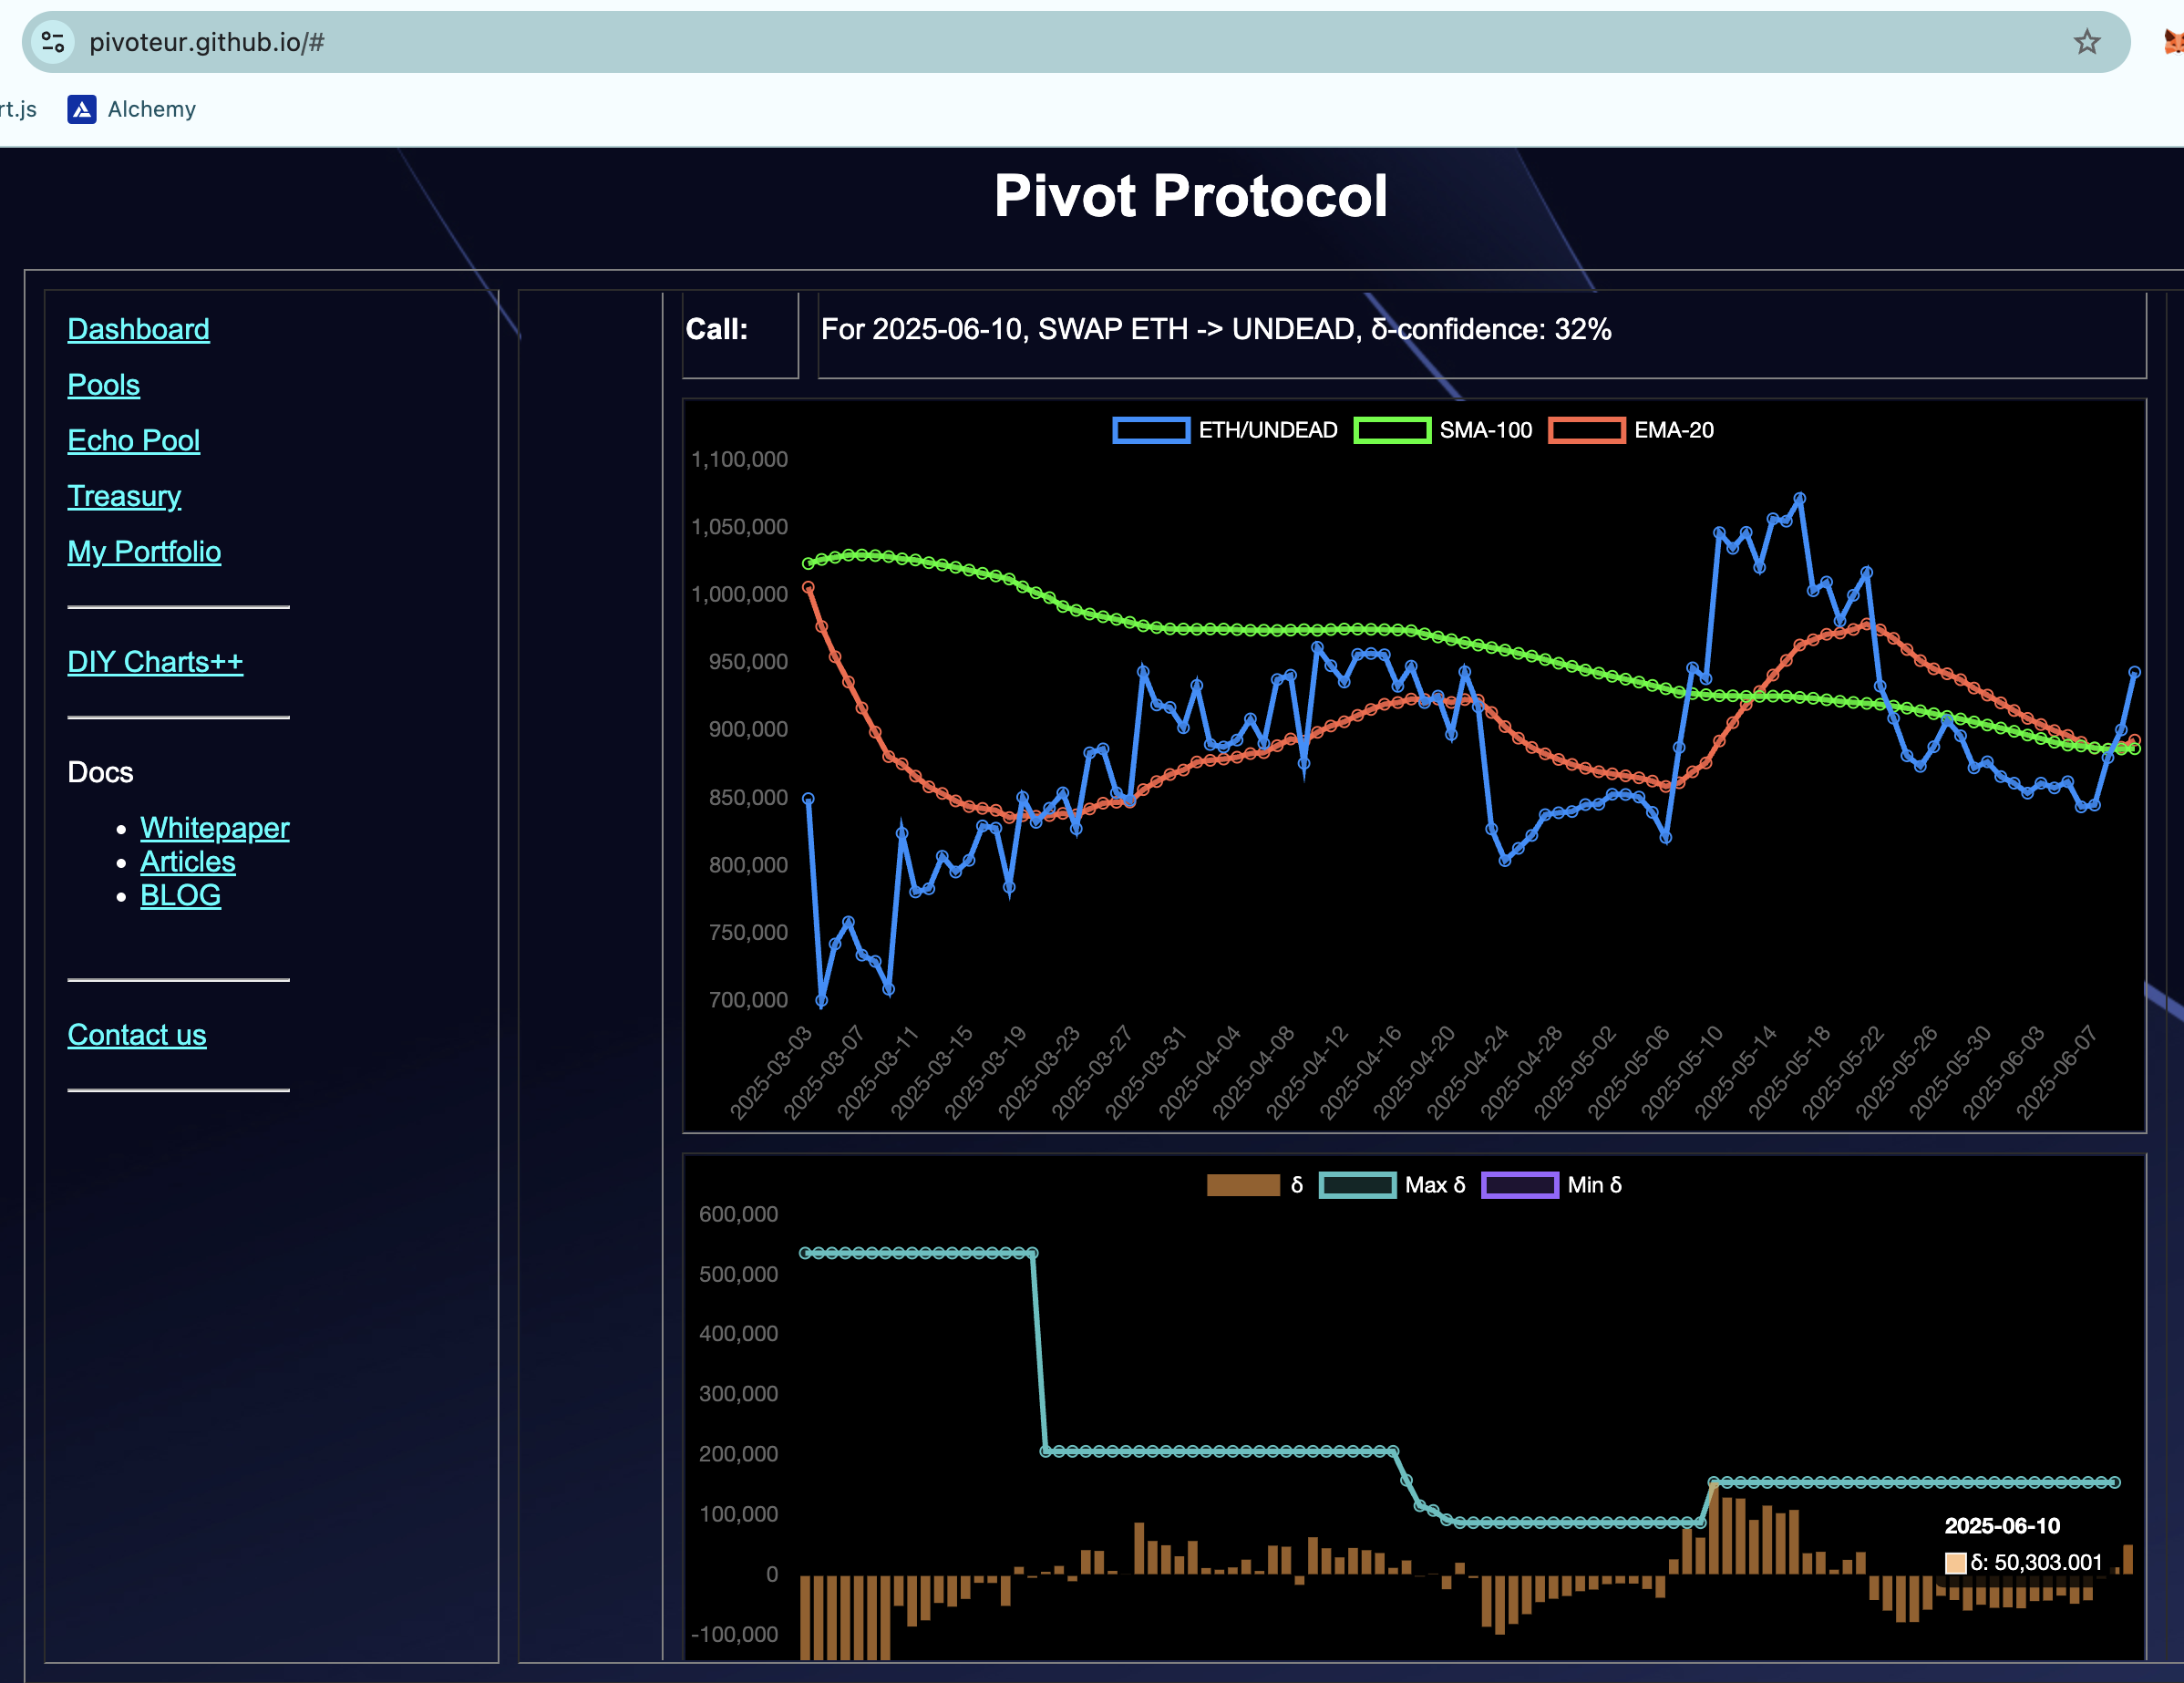 pivoteur.github.io/#
rt.js
Alchemy
Pivot Protocol
Dashboard
Pools
Echo Pool
Treasury
My Portfolio
DIY Charts++
Docs
Whitepaper
Articles
BLOG
Contact us
Call:
For 2025-06-10, SWAP ETH -> UNDEAD, δ-confidence: 32%
ETH/UNDEAD
SMA-100
EMA-20
1,100,000
1,050,000
1,000,000
950,000
900,000
850,000
800,000
750,000
700,000
2025-03-03
2025-03-07
2025-03-11
2025-03-15
2025-03-19
2025-03-23
2025-03-27
2025-03-31
2025-04-04
2025-04-08
2025-04-12
2025-04-16
2025-04-20
2025-04-24
2025-04-28
2025-05-02
2025-05-06
2025-05-10
2025-05-14
2025-05-18
2025-05-22
2025-05-26
2025-05-30
2025-06-03
2025-06-07
δ
Max δ
Min δ
600,000
500,000
400,000
300,000
200,000
100,000
0
-100,000
2025-06-10
δ: 50,303.001